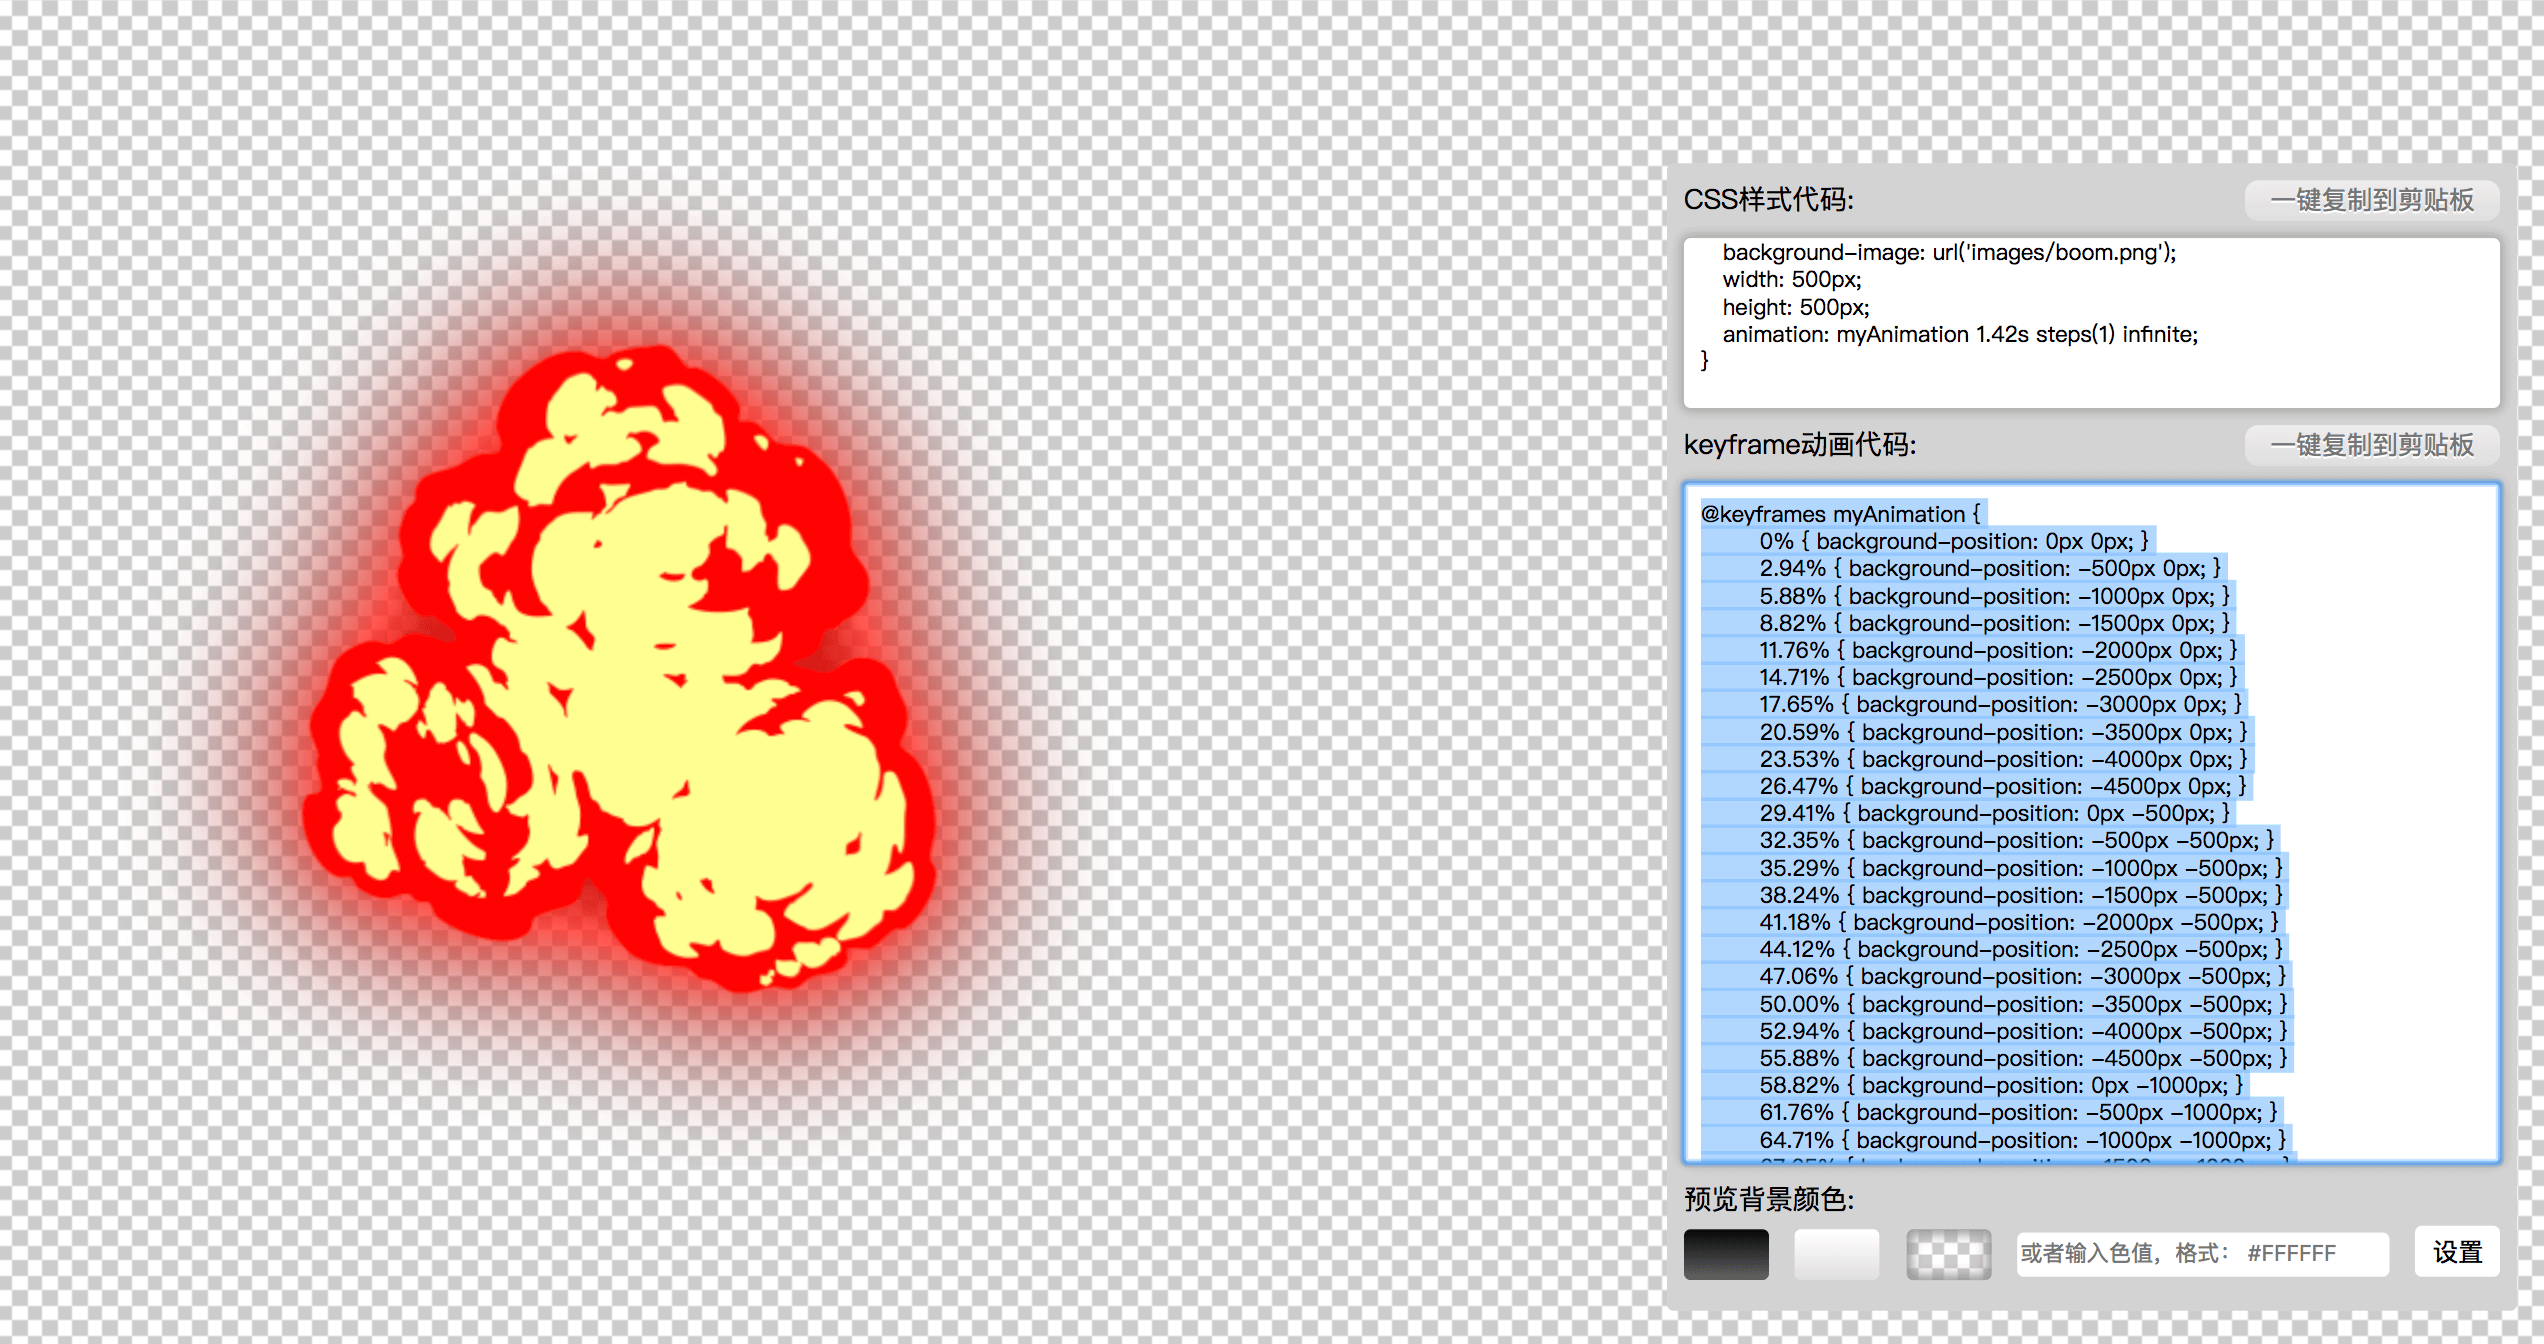 CSS样式代码:
一键复制到剪贴板
background-image: url('images/boom.png');
width: 500px;
height: 500px;
animation: myAnimation 1.42s steps(1) infinite;
}
keyframe动画代码:
一键复制到剪贴板
@keyframes myAnimation {
0% { background-position: 0px 0px; }
2.94% { background-position: -500px 0px; }
5.88% { background-position: -1000px 0px; }
8.82% { background-position: -1500px 0px; }
11.76% { background-position: -2000px 0px; }
14.71% { background-position: -2500px 0px; }
17.65% { background-position: -3000px 0px; }
20.59% { background-position: -3500px 0px; }
23.53% { background-position: -4000px 0px; }
26.47% { background-position: -4500px 0px; }
29.41% { background-position: 0px -500px; }
32.35% { background-position: -500px -500px; }
35.29% { background-position: -1000px -500px; }
38.24% { background-position: -1500px -500px; }
41.18% { background-position: -2000px -500px; }
44.12% { background-position: -2500px -500px; }
47.06% { background-position: -3000px -500px; }
50.00% { background-position: -3500px -500px; }
52.94% { background-position: -4000px -500px; }
55.88% { background-position: -4500px -500px; }
58.82% { background-position: 0px -1000px; }
61.76% { background-position: -500px -1000px; }
64.71% { background-position: -1000px -1000px; }
预览背景颜色:
或者输入色值，格式： #FFFFFF
设置